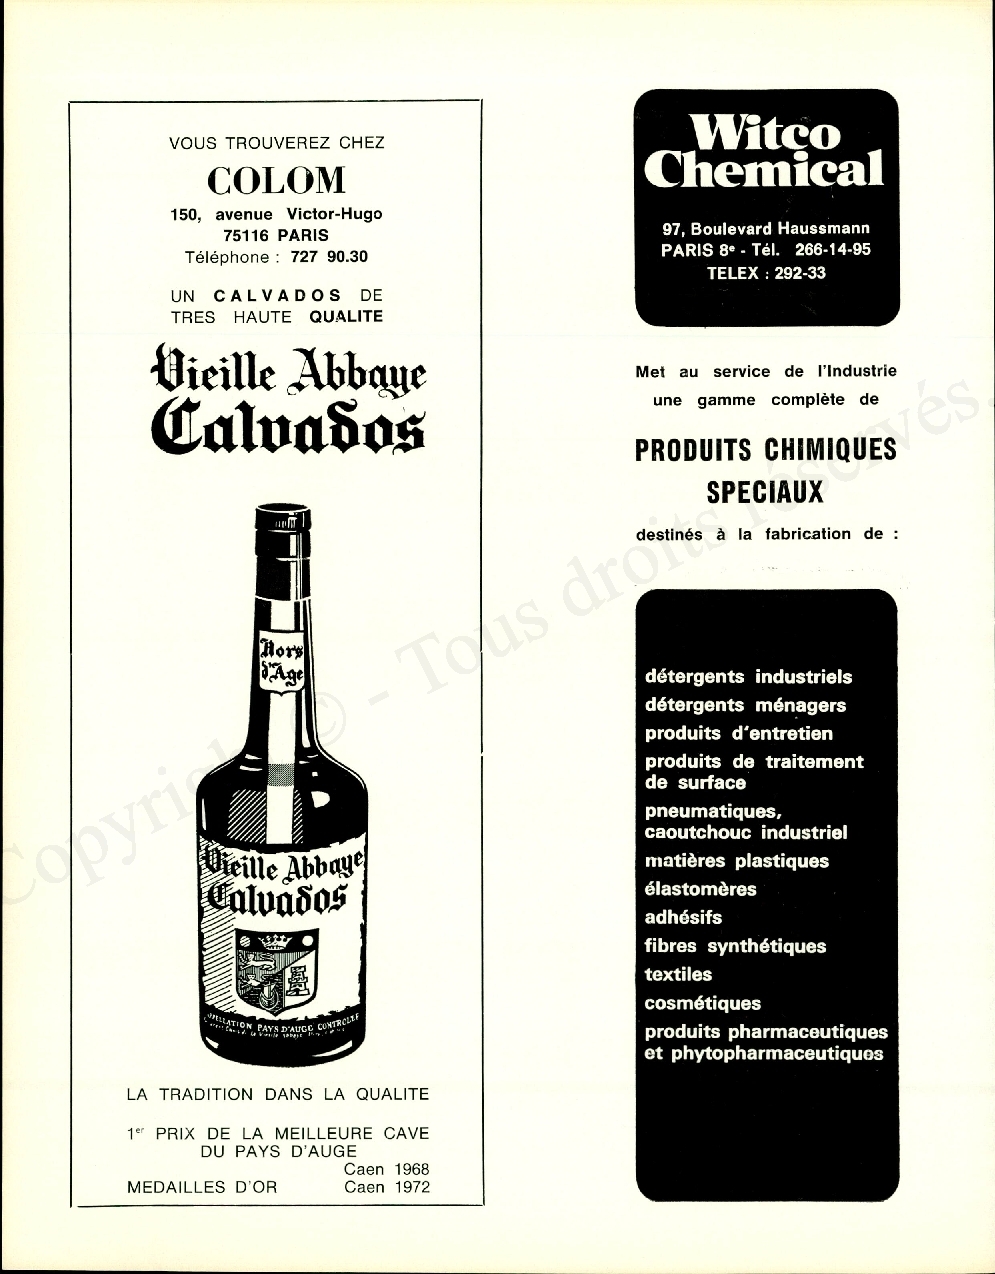 VOUS TROUVEREZ CHEZ
COLOM
150, avenue Victor-Hugo
75116 PARIS
Téléphone : 727 90.30
UN CALVADOS DE
TRES HAUTE QUALITE
Vieille Abbaye
Calvados
Hors
d'Age
Vieille Abbaye
Calvados
APPELLATION PAYS D'AUGE CONTROLEE
LA TRADITION DANS LA QUALITE
1er PRIX DE LA MEILLEURE CAVE
DU PAYS D'AUGE
Caen 1968
MEDAILLES D'OR Caen 1972
Witco
Chemical
97, Boulevard Haussmann
PARIS 8e - Tél. 266-14-95
TELEX : 292-33
Met au service de l'Industrie
une gamme complète de
PRODUITS CHIMIQUES
SPECIAUX
destinés à la fabrication de :
détergents industriels
détergents ménagers
produits d'entretien
produits de traitement
de surface
pneumatiques,
caoutchouc industriel
matières plastiques
élastomères
adhésifs
fibres synthétiques
textiles
cosmétiques
produits pharmaceutiques
et phytopharmaceutiques
Copyright © - Tous droits réservés.